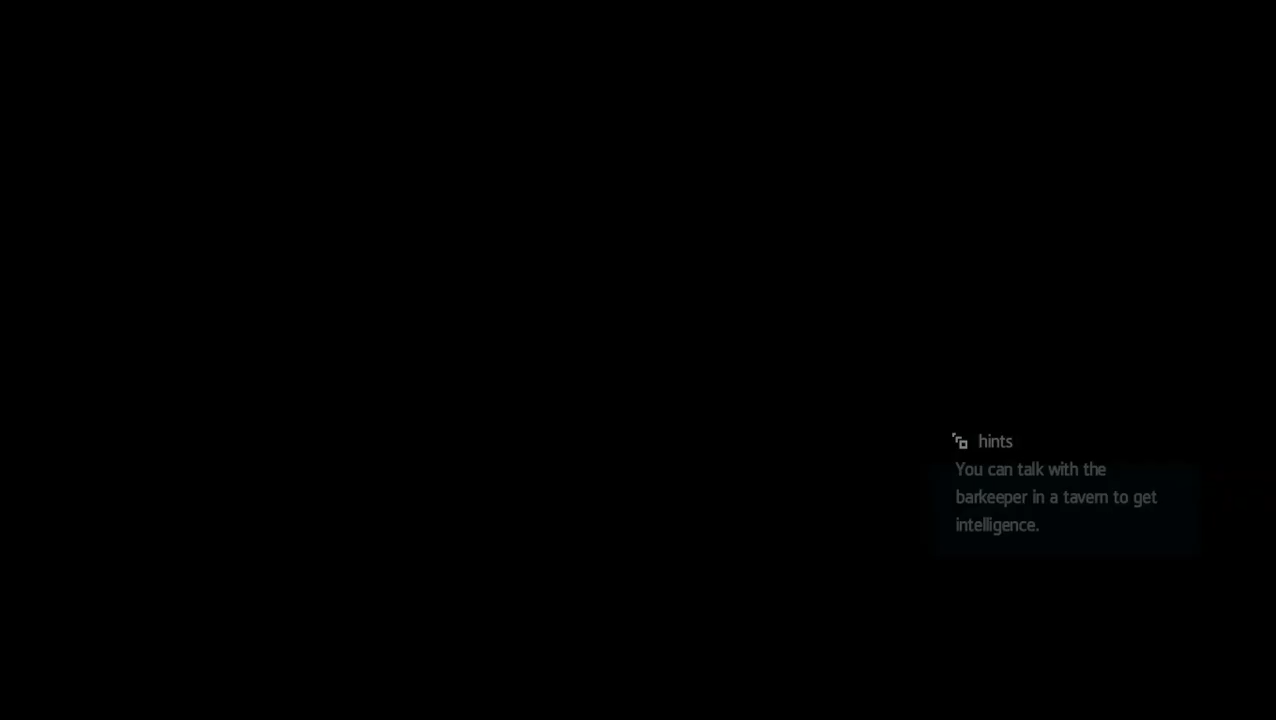 hints
You can talk with the
barkeeper in a tavern to get
intelligence.